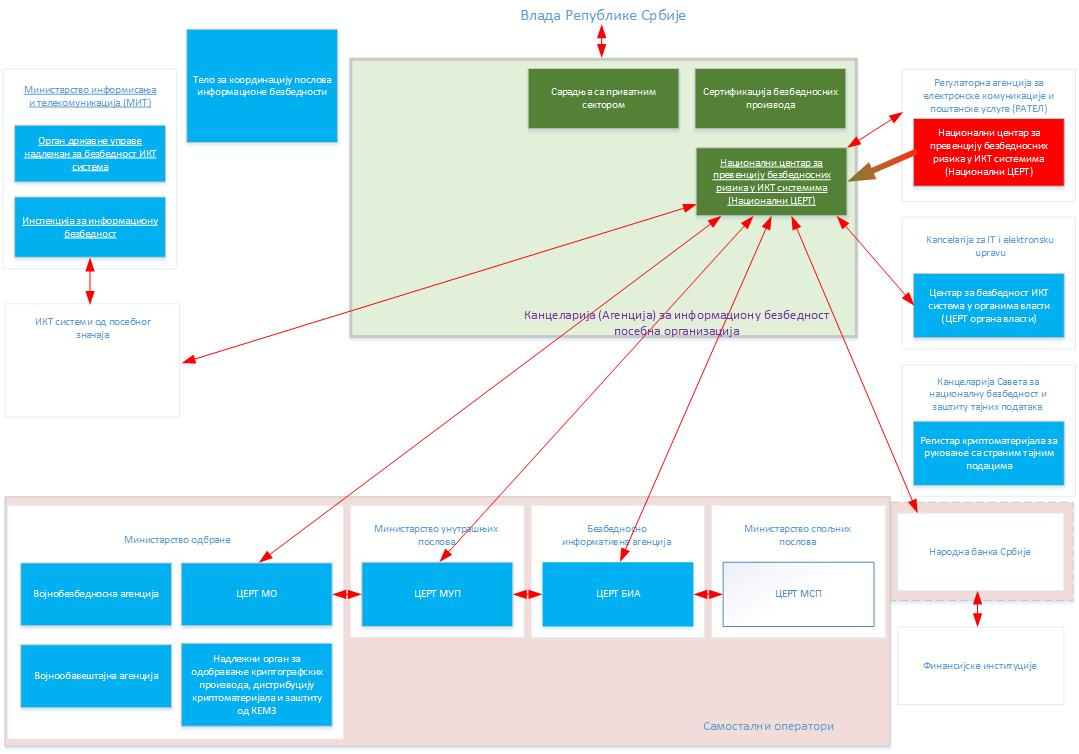 Влада Републике Србије
Министарство информисања
и телекомуникација (МИТ)
Орган државне управе
надлежан за безбедност ИКТ
система
Инспекција за информациону
безбедност
ИКТ системи од посебног
значаја
Тело за координацију послова
информационе безбедности
Сарадња са приватним
сектором
Сертификација безбедносних
производа
Национални центар за
превенцију безбедносних
ризика у ИКТ системима
(Национални ЦЕРТ)
Канцеларија (Агенција) за информациону безбедност
посебна организација
Регулаторна агенција за
електронске комуникације и
поштанске услуге (РАТЕЛ)
Национални центар за
превенцију безбедносних
ризика у ИКТ системима
(Национални ЦЕРТ)
Kancelarija za IT i elektronsku
upravu
Центар за безбедност ИКТ
система у органима власти
(ЦЕРТ органа власти)
Канцеларија Савета за
националну безбедност и
заштиту тајних података
Регистар криптоматеријала за
руковање са страним тајним
подацима
Министарство одбране
Војнобезбедносна агенција
ЦЕРТ МО
Војнообавештајна агенција
Надлежни орган за
одобравање криптографских
производа, дистрибуцију
криптоматеријала и заштиту
од КЕМЗ
Министарство унутрашњих
послова
ЦЕРТ МУП
Безбедносно
информативна агенција
ЦЕРТ БИА
Министарство спољних
послова
ЦЕРТ МСП
Самостални оператори
Народна банка Србије
Финансијске институције